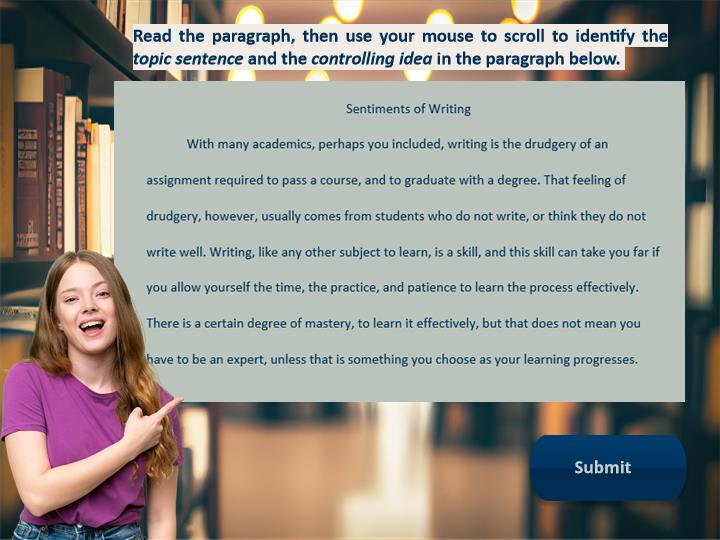 Read the paragraph, then use your mouse to scroll to identify the
topic sentence and the controlling idea in the paragraph below.
Sentiments of Writing
With many academics, perhaps you included, writing is the drudgery of an
assignment required to pass a course, and to graduate with a degree. That feeling of
drudgery, however, usually comes from students who do not write, or think they do not
write well. Writing, like any other subject to learn, is a skill, and this skill can take you far if
you allow yourself the time, the practice, and patience to learn the process effectively.
There is a certain degree of mastery, to learn it effectively, but that does not mean you
have to be an expert, unless that is something you choose as your learning progresses.
Submit